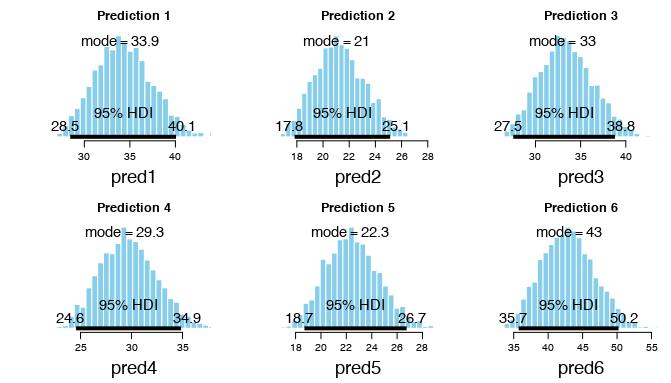 Prediction 1
mode = 33.9
95% HDI
28.5 40.1
30 35 40
pred1
Prediction 2
mode = 21
95% HDI
17.8 25.1
18 20 22 24 26 28
pred2
Prediction 3
mode = 33
95% HDI
27.5 38.8
30 35 40
pred3
Prediction 4
mode = 29.3
95% HDI
24.6 34.9
25 30 35
pred4
Prediction 5
mode = 22.3
95% HDI
18.7 26.7
18 20 22 24 26 28
pred5
Prediction 6
mode = 43
95% HDI
35.7 50.2
35 40 45 50 55
pred6